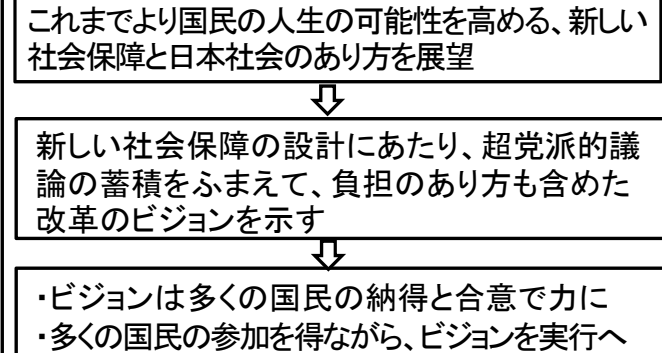 これまでより国民の人生の可能性を高める、新しい
社会保障と日本社会のあり方を展望
新しい社会保障の設計にあたり、超党派的議
論の蓄積をふまえて、負担のあり方も含めた
改革のビジョンを示す
・ビジョンは多くの国民の納得と合意で力に
・多くの国民の参加を得ながら、ビジョンを実行へ